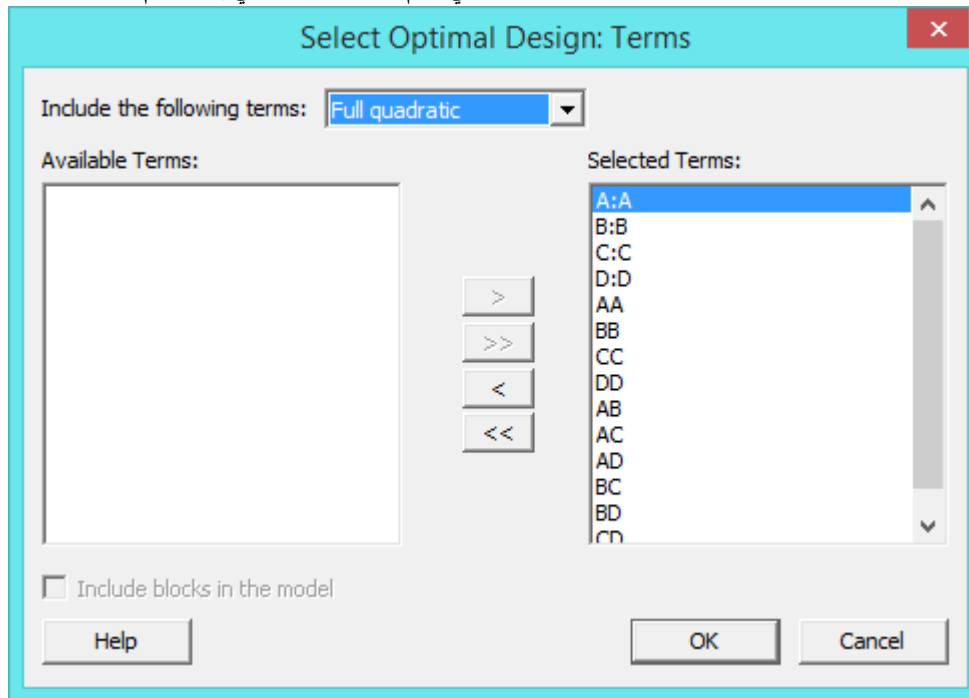 Select Optimal Design: Terms
Include the following terms: Full quadratic
Available Terms:
Selected Terms:
A:A
B:B
C:C
D:D
AA
BB
CC
DD
AB
AC
AD
BC
BD
CD
>
>>
<
<<
Include blocks in the model
Help
OK
Cancel